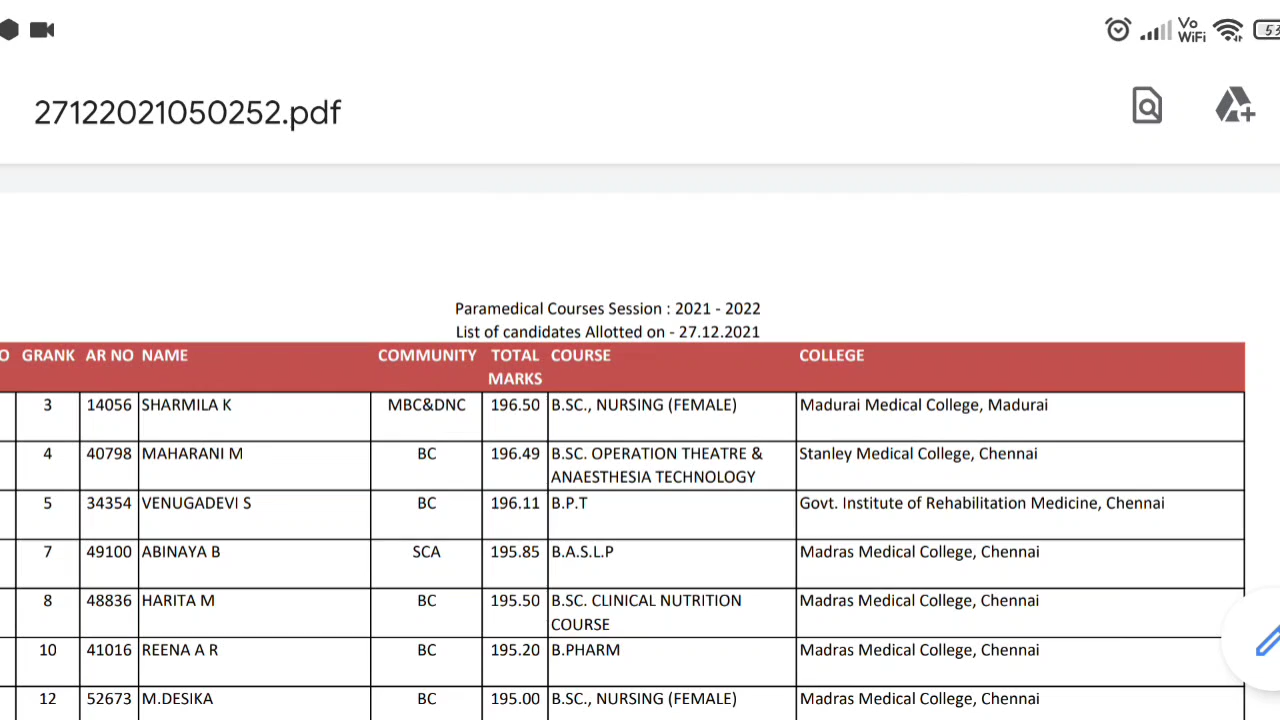 Vo
WiFi
53
27122021050252.pdf
Paramedical Courses Session : 2021 - 2022
List of candidates Allotted on - 27.12.2021
O GRANK AR NO NAME COMMUNITY TOTAL MARKS COURSE COLLEGE
3 14056 SHARMILA K MBC&DNC 196.50 B.SC., NURSING (FEMALE) Madurai Medical College, Madurai
4 40798 MAHARANI M BC 196.49 B.SC. OPERATION THEATRE & Stanley Medical College, Chennai
ANAESTHESIA TECHNOLOGY
5 34354 VENUGADEVI S BC 196.11 B.P.T Govt. Institute of Rehabilitation Medicine, Chennai
7 49100 ABINAYA B SCA 195.85 B.A.S.L.P Madras Medical College, Chennai
8 48836 HARITA M BC 195.50 B.SC. CLINICAL NUTRITION Madras Medical College, Chennai
COURSE
10 41016 REENA A R BC 195.20 B.PHARM Madras Medical College, Chennai
12 52673 M.DESIKA BC 195.00 B.SC., NURSING (FEMALE) Madras Medical College, Chennai